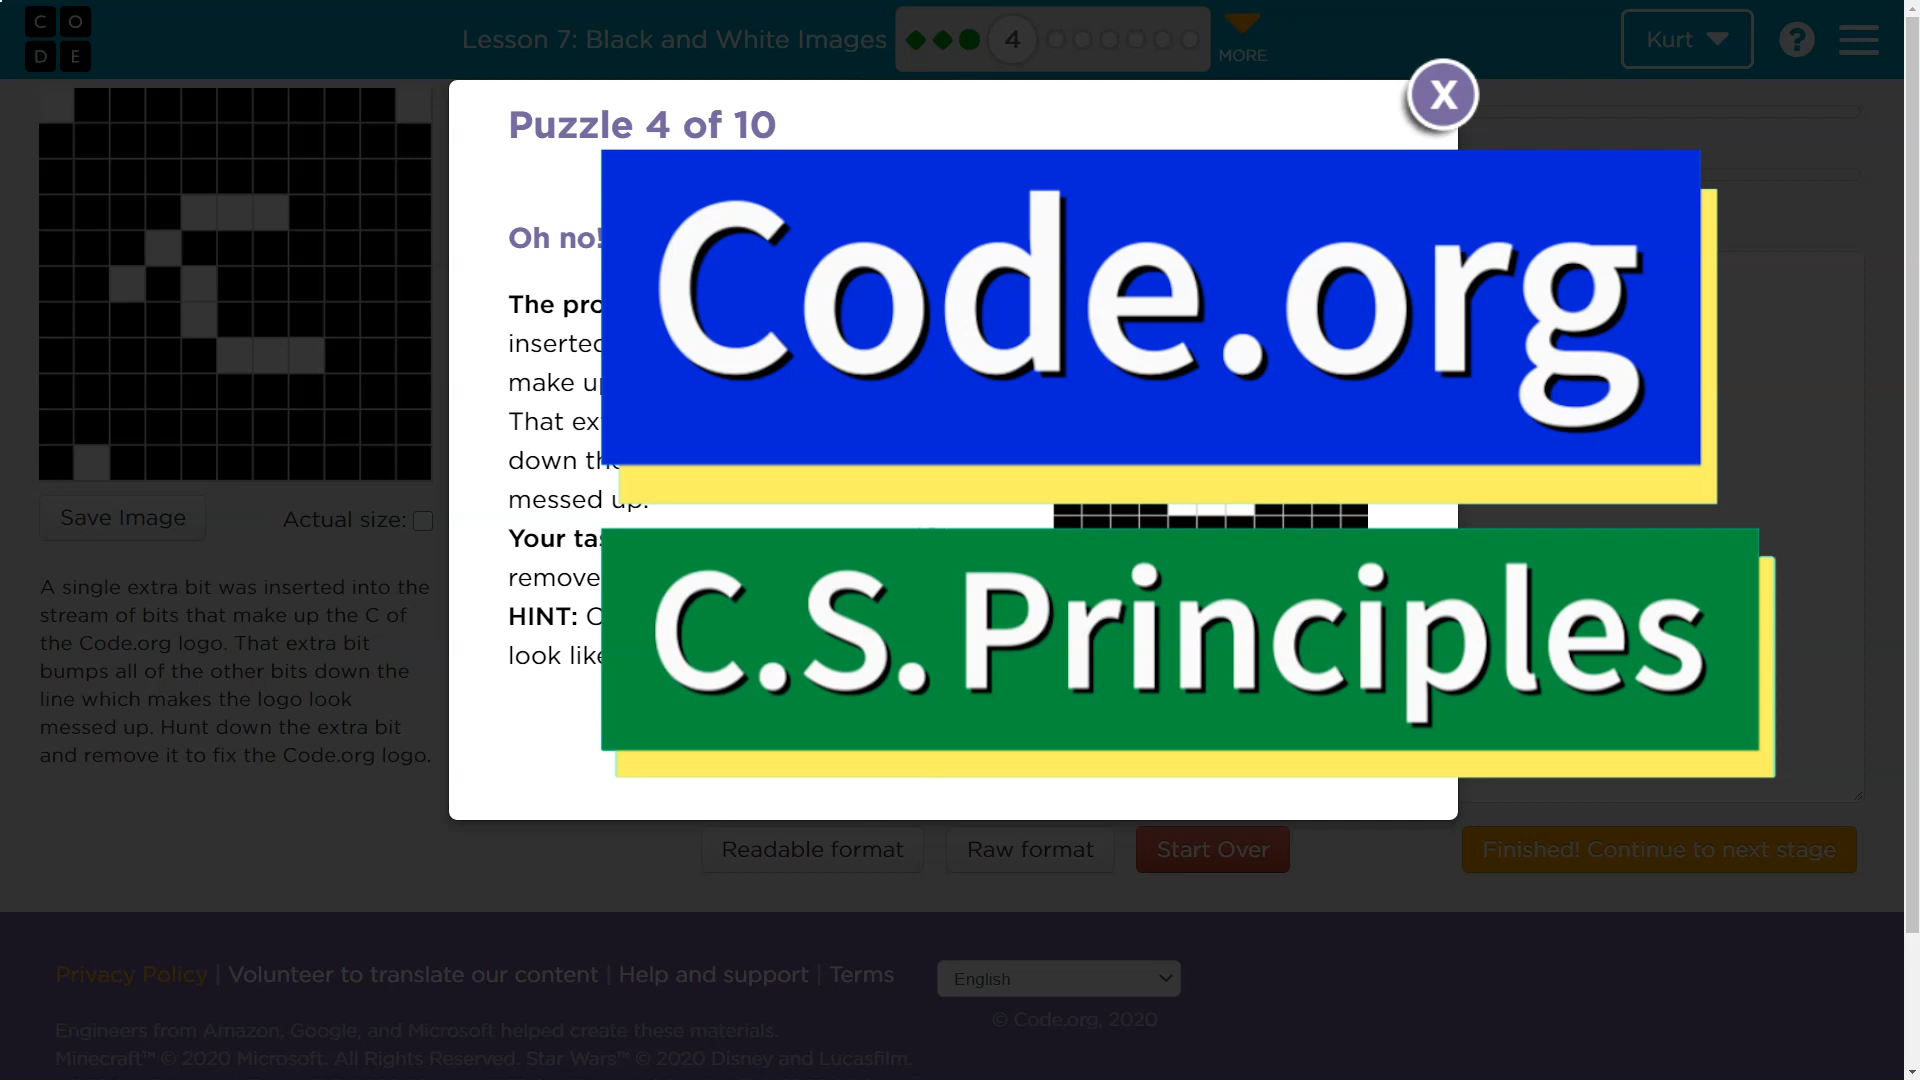 C O
D E
Lesson 7: Black and White Images
4
MORE
Kurt
?
X
Puzzle 4 of 10
Code.org
Oh no!
The
inserted
make
That
down
messed up.
Your
remove
HINT:
look like
C.S. Principles
Save Image
Actual size:
A single extra bit was inserted into the
stream of bits that make up the C of
the Code.org logo. That extra bit
bumps all of the other bits down the
line which makes the logo look
messed up. Hunt down the extra bit
and remove it to fix the Code.org logo.
Readable format
Raw format
Start Over
Finished! Continue to next stage
Privacy Policy | Volunteer to translate our content | Help and support | Terms
English
© Code.org, 2020
Engineers from Amazon, Google, and Microsoft helped create these materials.
Minecraft™ © 2020 Microsoft. All Rights Reserved. Star Wars™ © 2020 Disney and Lucasfilm.